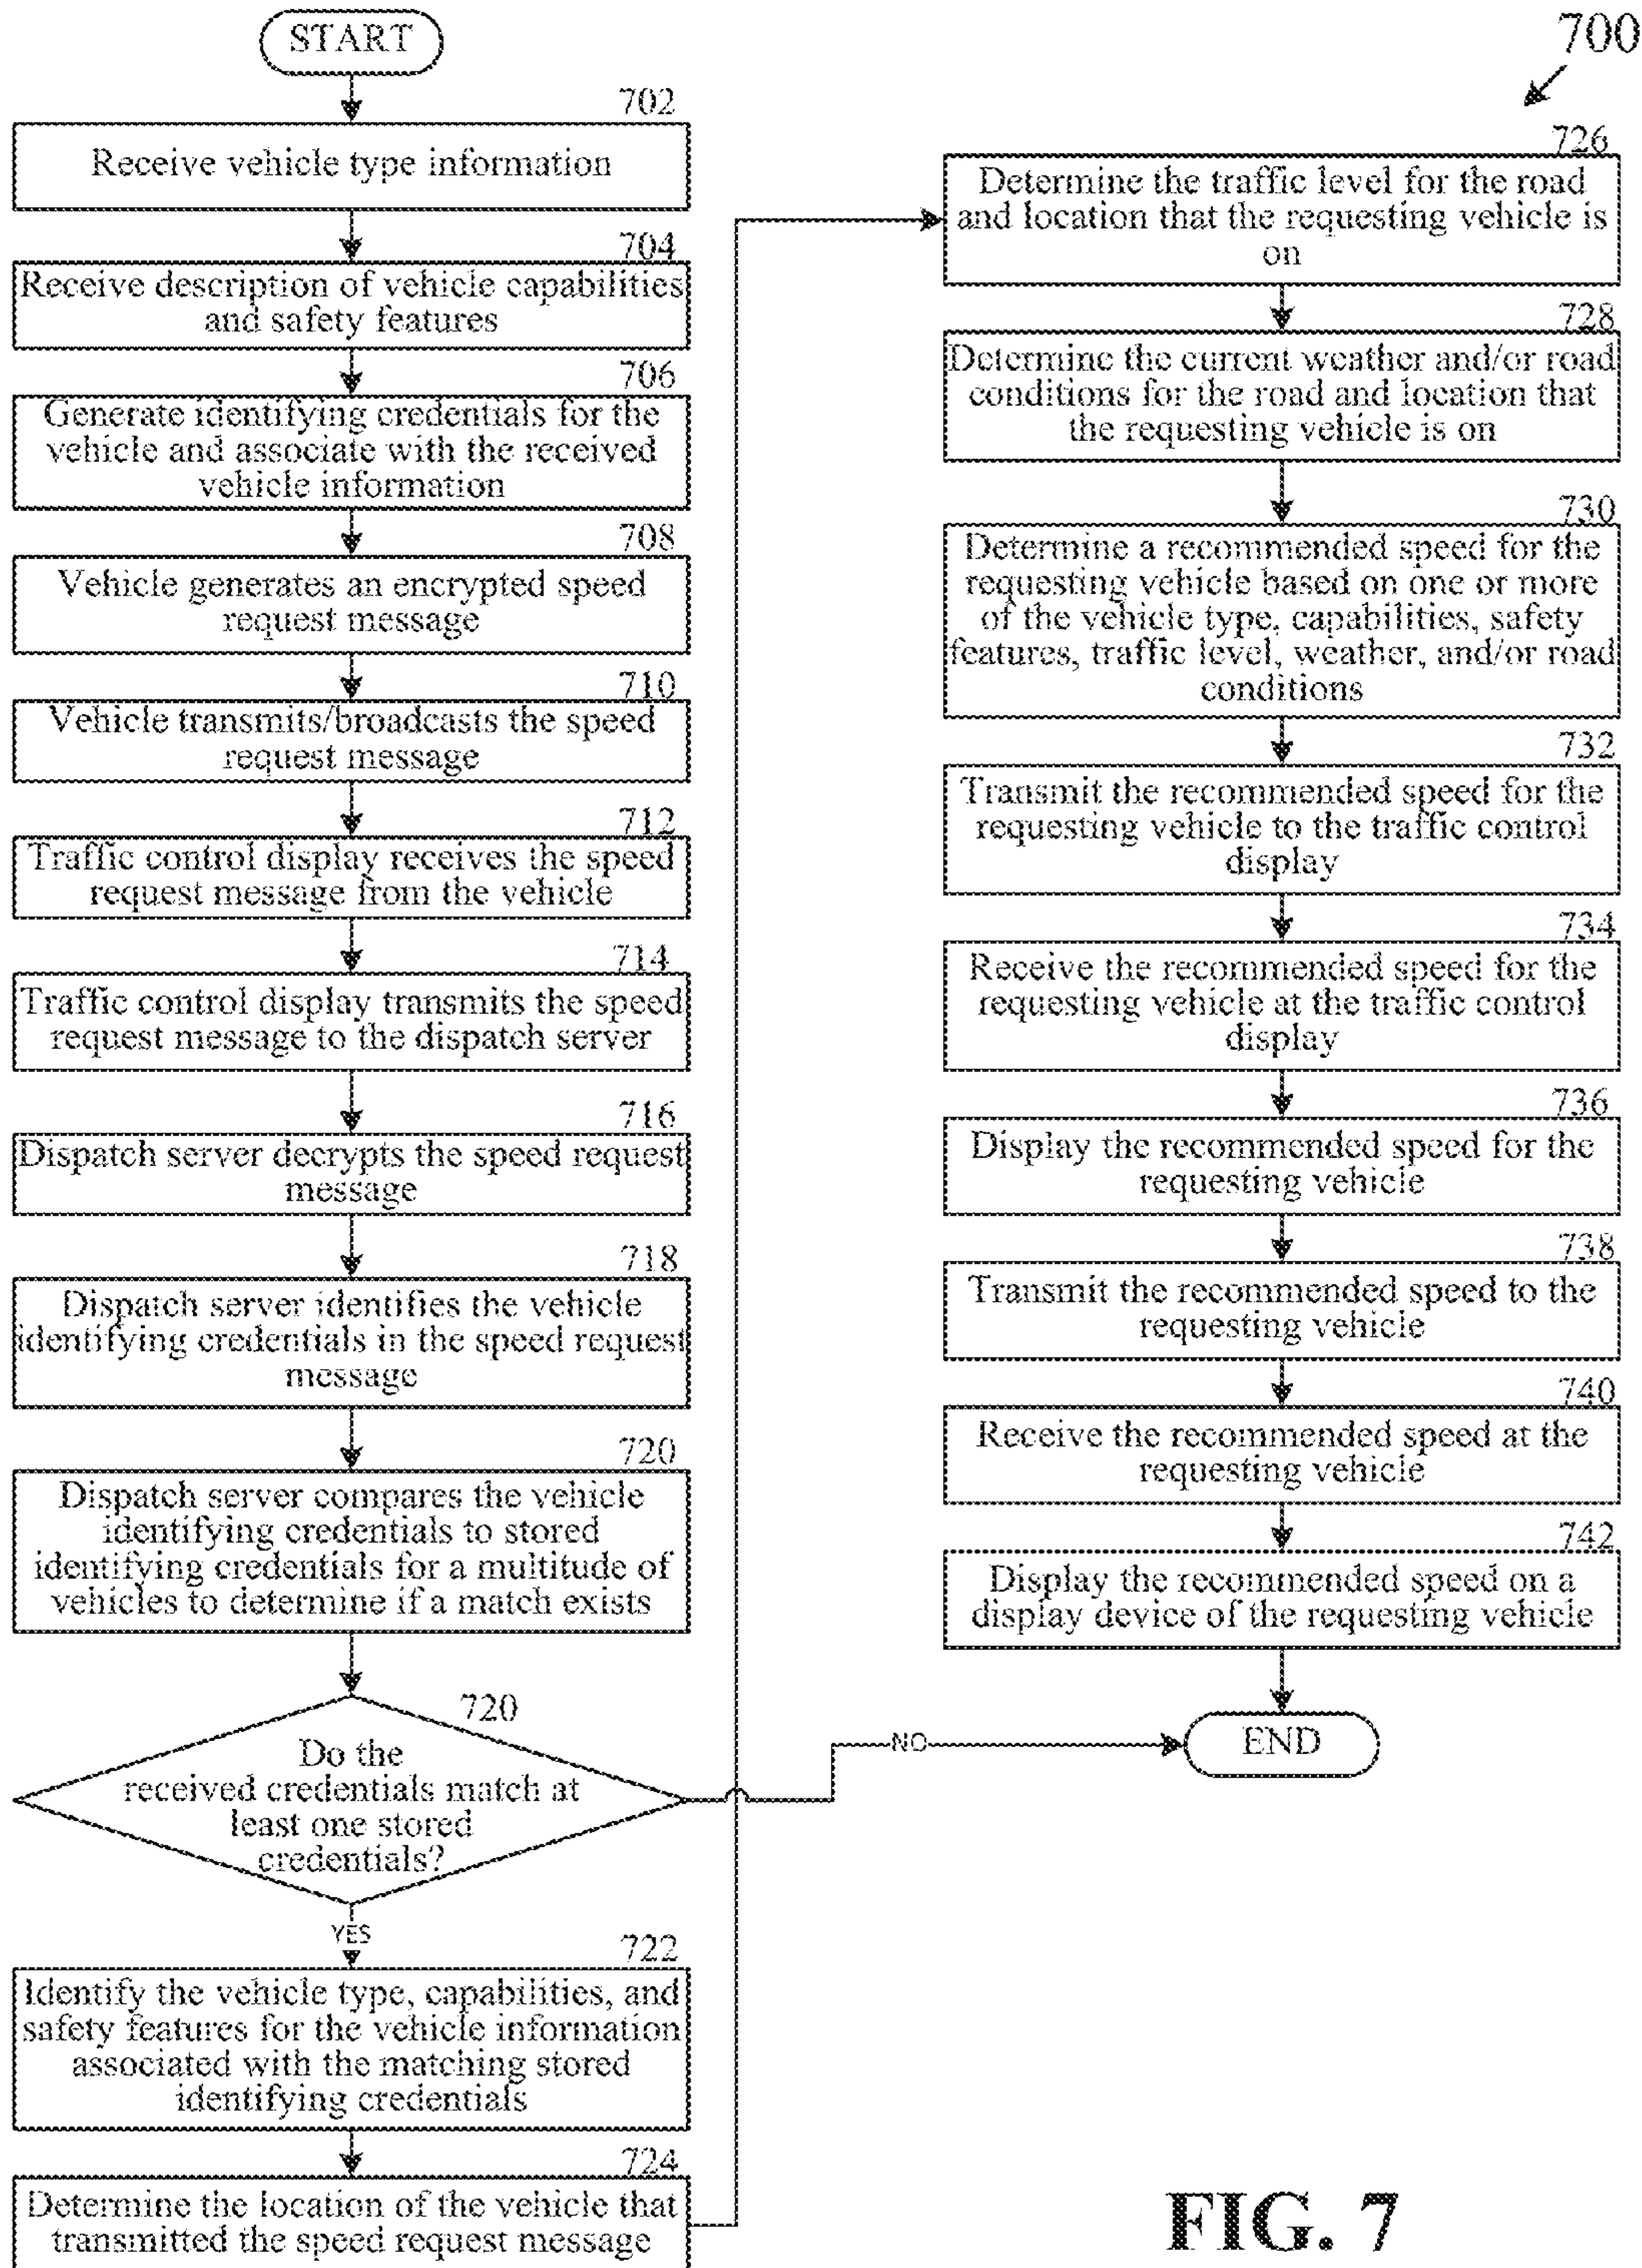 START
700
702
Receive vehicle type information
704
Receive description of vehicle capabilities
and safety features
706
Generate identifying credentials for the
vehicle and associate with the received
vehicle information
708
Vehicle generates an encrypted speed
request message
710
Vehicle transmits/broadcasts the speed
request message
712
Traffic control display receives the speed
request message from the vehicle
714
Traffic control display transmits the speed
request message to the dispatch server
716
Dispatch server decrypts the speed request
message
718
Dispatch server identifies the vehicle
identifying credentials in the speed request
message
720
Dispatch server compares the vehicle
identifying credentials to stored
identifying credentials for a multitude of
vehicles to determine if a match exists
720
Do the
received credentials match at
least one stored
credentials?
NO
YES
722
Identify the vehicle type, capabilities, and
safety features for the vehicle information
associated with the matching stored
identifying credentials
724
Determine the location of the vehicle that
transmitted the speed request message
726
Determine the traffic level for the road
and location that the requesting vehicle is
on
728
Determine the current weather and/or road
conditions for the road and location that
the requesting vehicle is on
730
Determine a recommended speed for the
requesting vehicle based on one or more
of the vehicle type, capabilities, safety
features, traffic level, weather, and/or road
conditions
732
Transmit the recommended speed for the
requesting vehicle to the traffic control
display
734
Receive the recommended speed for the
requesting vehicle at the traffic control
display
736
Display the recommended speed for the
requesting vehicle
738
Transmit the recommended speed to the
requesting vehicle
740
Receive the recommended speed at the
requesting vehicle
742
Display the recommended speed on a
display device of the requesting vehicle
END
FIG. 7